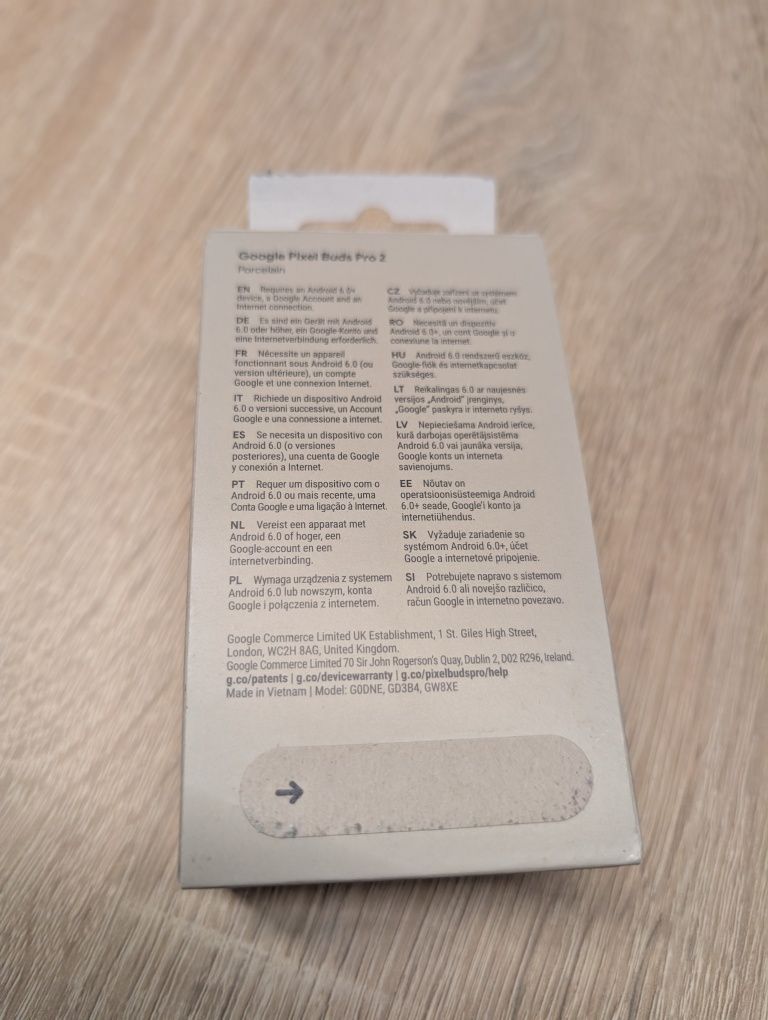 Google Pixel Buds Pro 2
Porcelain
EN Requires an Android 6.0+
device, a Google Account and an
Internet connection.
DE Es sind ein Gerät mit Android
6.0 oder höher, ein Google-Konto und
eine Internetverbindung erforderlich.
FR Nécessite un appareil
fonctionnant sous Android 6.0 (ou
version ultérieure), un compte
Google et une connexion Internet.
IT Richiede un dispositivo Android
6.0 o versioni successive, un Account
Google e una connessione a internet.
ES Se necesita un dispositivo con
Android 6.0 (o versiones
posteriores), una cuenta de Google
y conexión a Internet.
PT Requer um dispositivo com o
Android 6.0 ou mais recente, uma
Conta Google e uma ligação à Internet.
NL Vereist een apparaat met
Android 6.0 of hoger, een
Google-account en een
internetverbinding.
PL Wymaga urządzenia z systemem
Android 6.0 lub nowszym, konta
Google i połączenia z internetem.
CZ Vyžaduje zařízení se systémem
Android 6.0 nebo novějším, účet
Google a připojení k internetu.
RO Necesită un dispozitiv
Android 6.0+, un cont Google și o
conexiune la internet.
HU Android 6.0 rendszerű eszköz,
Google-fiók és internetkapcsolat
szükséges.
LT Reikalingas 6.0 ar naujesnės
versijos „Android“ įrenginys,
„Google“ paskyra ir interneto ryšys.
LV Nepieciešama Android ierīce,
kurā darbojas operētājsistēma
Android 6.0 vai jaunāka versija,
Google konts un interneta
savienojums.
EE Nõutav on
operatsioonisüsteemiga Android
6.0+ seade, Google'i konto ja
internetiühendus.
SK Vyžaduje zariadenie so
systémom Android 6.0+, účet
Google a internetové pripojenie.
SI Potrebujete napravo s sistemom
Android 6.0 ali novejšo različico,
račun Google in internetno povezavo.
Google Commerce Limited UK Establishment, 1 St. Giles High Street,
London, WC2H 8AG, United Kingdom.
Google Commerce Limited 70 Sir John Rogerson's Quay, Dublin 2, D02 R296, Ireland.
g.co/patents | g.co/devicewarranty | g.co/pixelbudspro/help
Made in Vietnam | Model: G0DNE, GD3B4, GW8XE